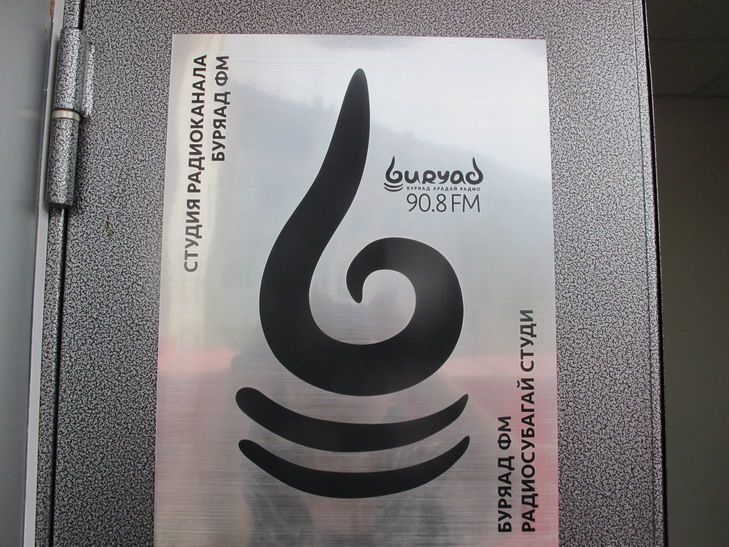 СТУДИЯ РАДИОКАНАЛА
БУРЯАД ФМ
buryad
БУРЯАД АРАДАЙ РАДИО
90.8 FM
БУРЯАД ФМ
РАДИОСУБАГАЙ СТУДИ